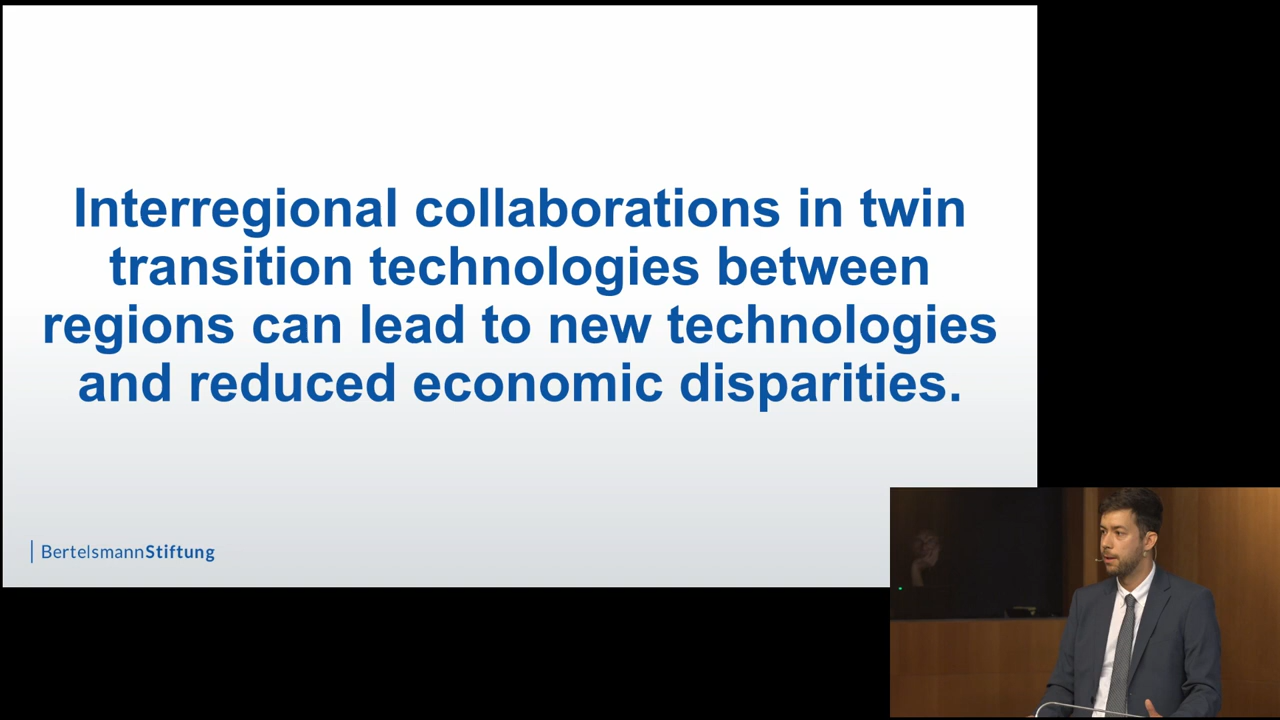 Interregional collaborations in twin
transition technologies between
regions can lead to new technologies
and reduced economic disparities.
BertelsmannStiftung